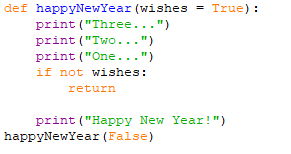 def happyNewYear(wishes = True):
    print("Three...")
    print("Two...")
    print("One...")
    if not wishes:
        return

    print("Happy New Year!")
happyNewYear(False)